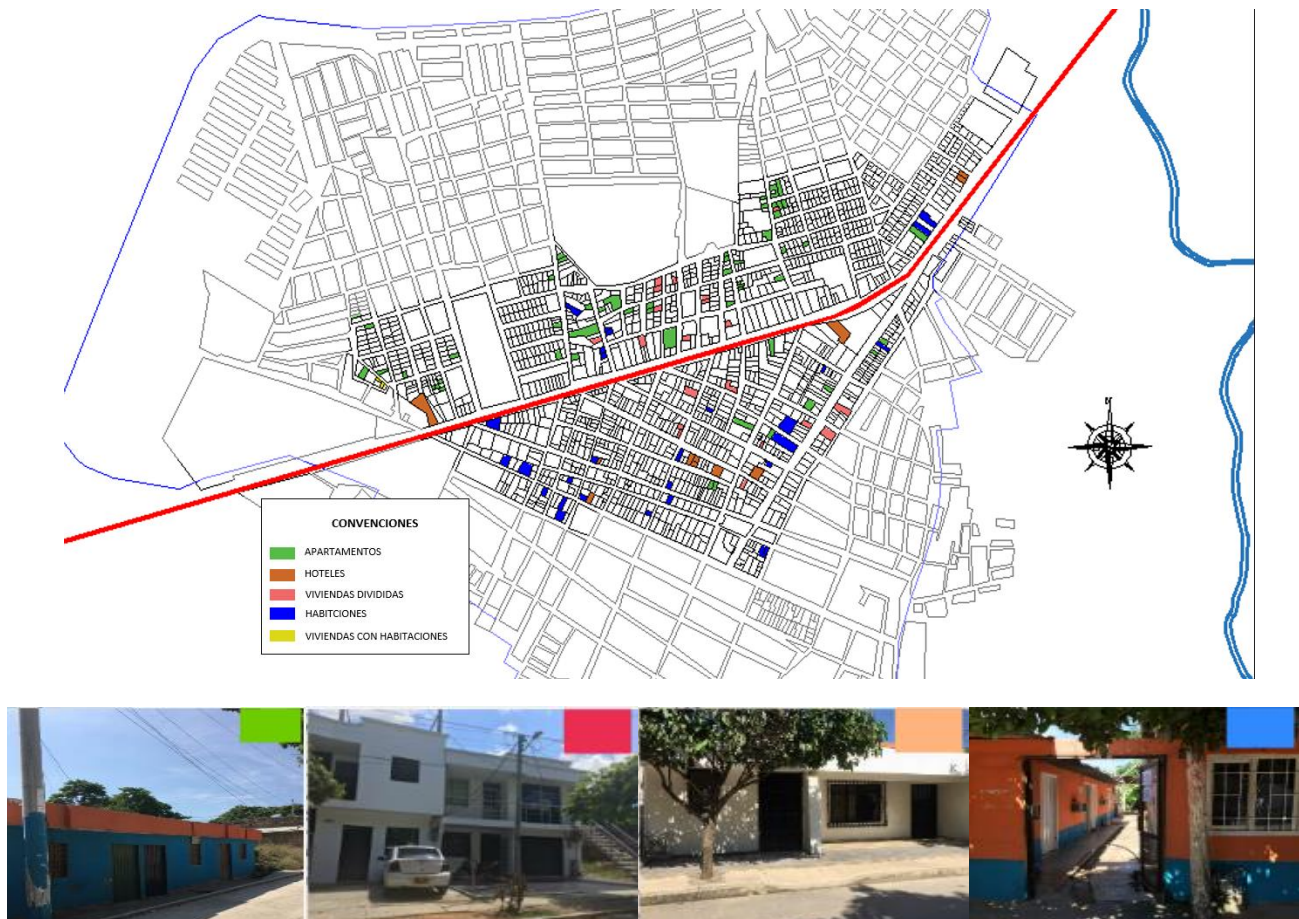 N
CONVENCIONES
APARTAMENTOS
HOTELES
VIVIENDAS DIVIDIDAS
HABITCIONES
VIVIENDAS CON HABITACIONES